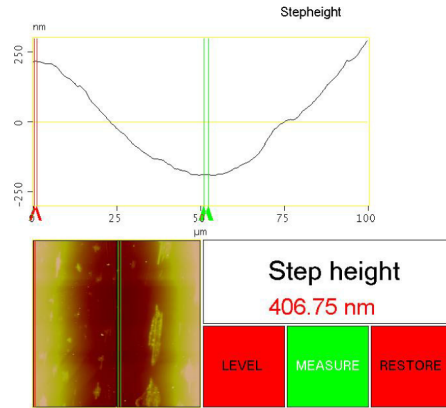 Stepheight
nm
250
0
-250
0 25 50 75 100
µm
Step height
406.75 nm
LEVEL MEASURE RESTORE